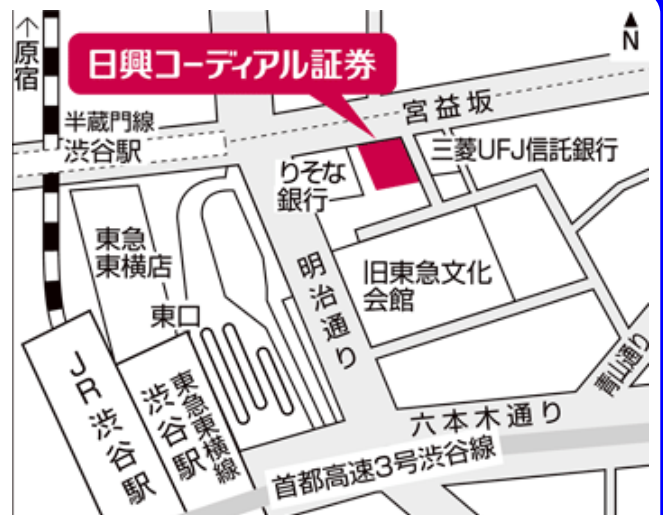 ↑原宿
N
日興コーディアル証券
宮益坂
半蔵門線
渋谷駅
りそな
銀行
三菱UFJ信託銀行
東急
東横店
明治通り
旧東急文化
会館
東口
青山通り
JR渋谷駅
東急東横線
渋谷駅
六本木通り
首都高速3号渋谷線